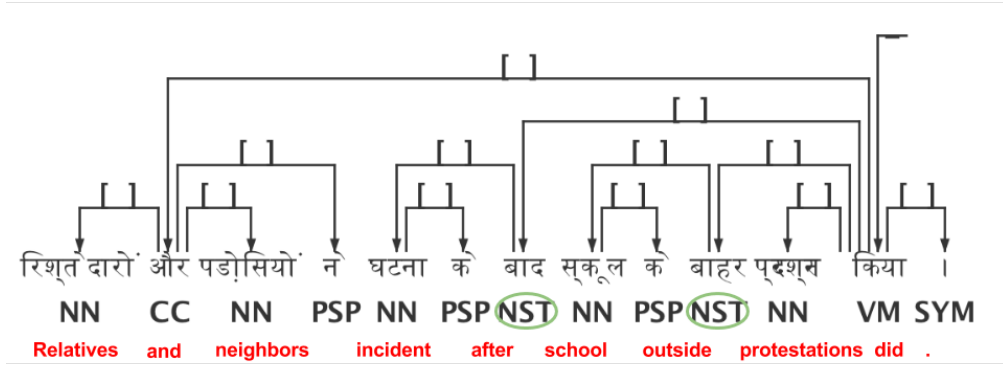 [ ]
[ ]
[ ] [ ] [ ] [ ]
[ ] [ ] [ ] [ ] [ ] [ ]
रिश्तेदारों और पडो़सियों ने घटना के बाद स्कूल के बाहर प्रदर्शन किया ।
NN CC NN PSP NN PSP NST NN PSP NST NN VM SYM
Relatives and neighbors incident after school outside protestations did .